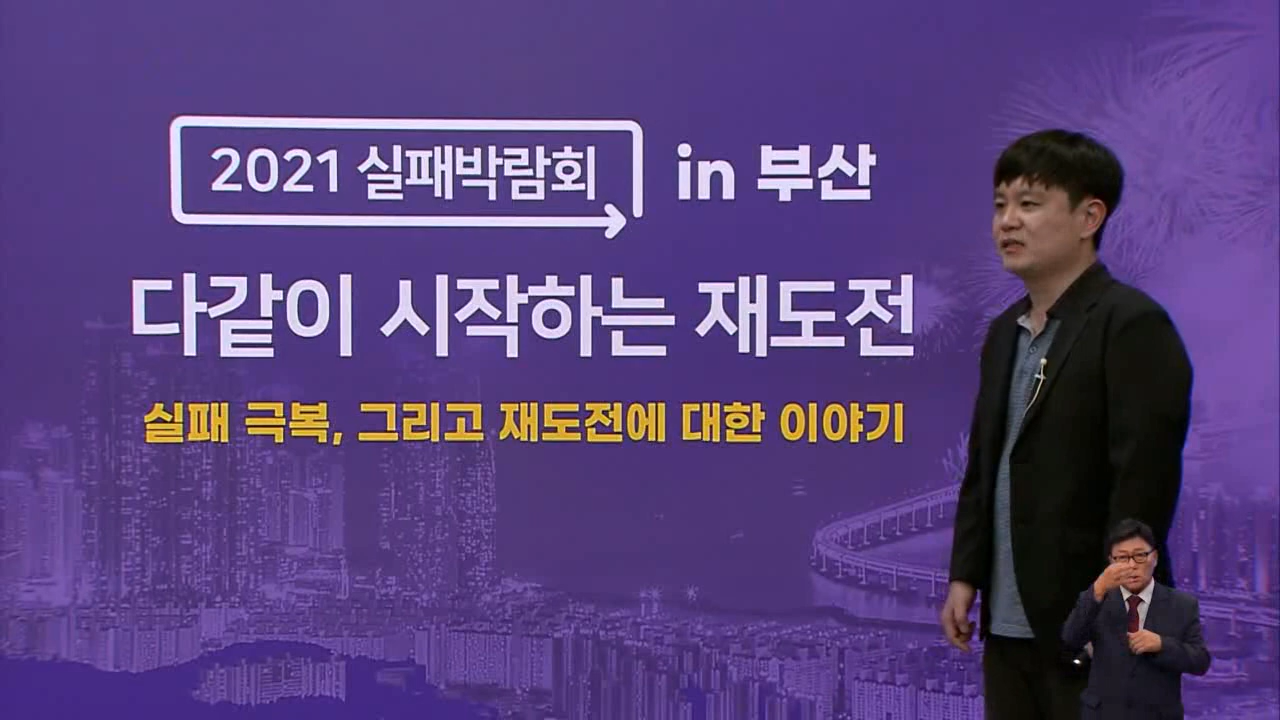 2021 실패박람회 in 부산
다같이 시작하는 재도전
실패 극복, 그리고 재도전에 대한 이야기